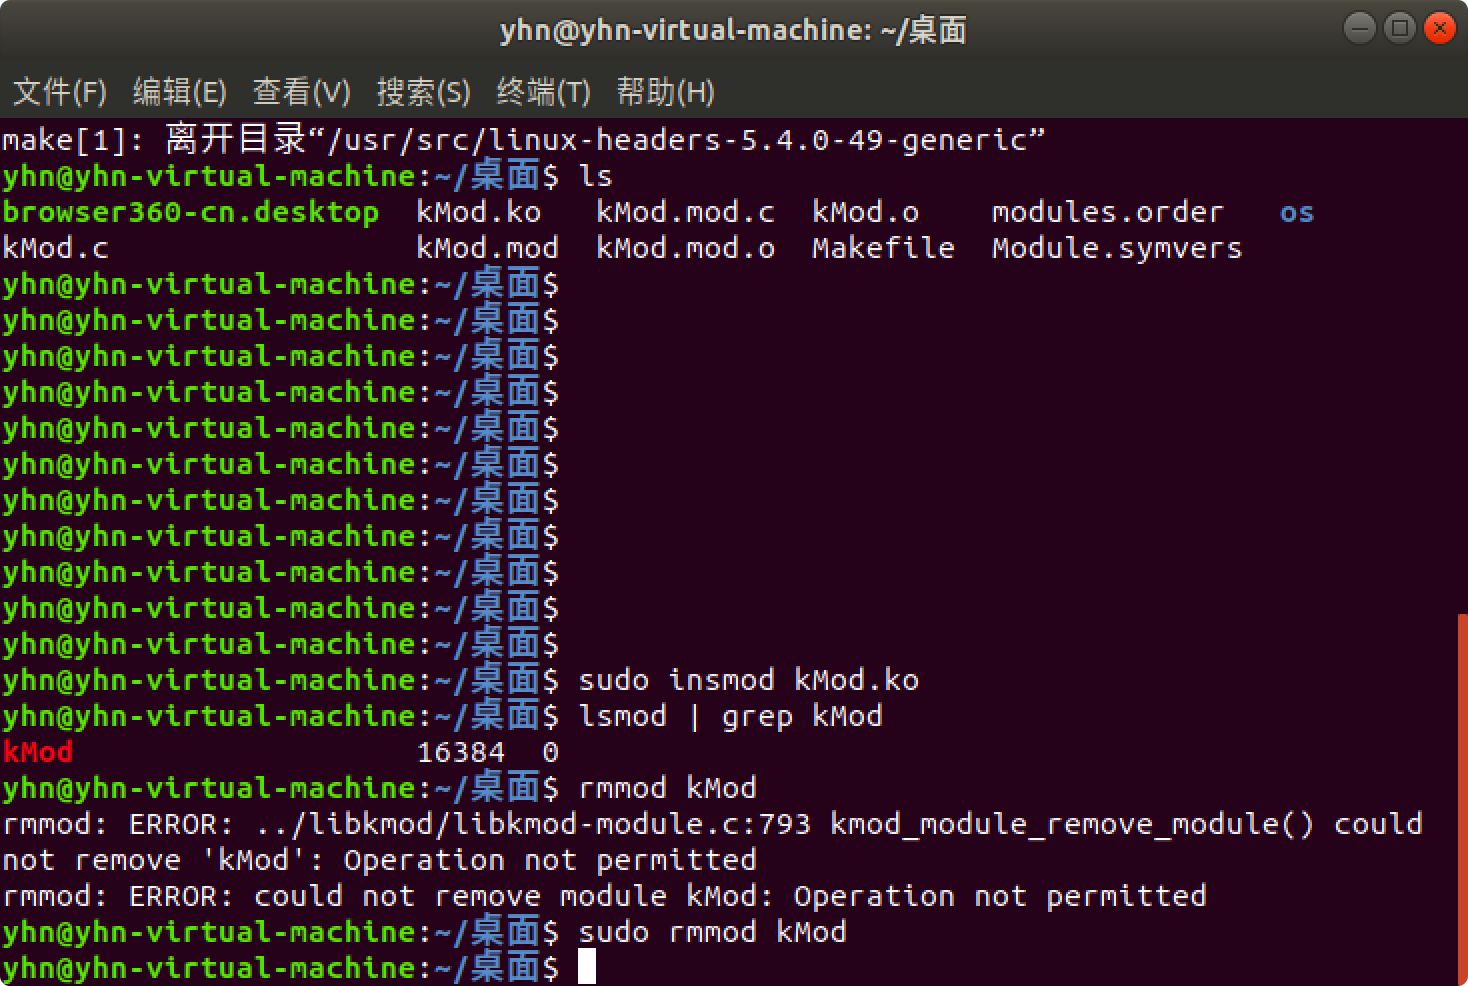 yhn@yhn-virtual-machine: ~/桌面
文件(F) 编辑(E) 查看(V) 搜索(S) 终端(T) 帮助(H)
make[1]: 离开目录“/usr/src/linux-headers-5.4.0-49-generic”
yhn@yhn-virtual-machine:~/桌面$ ls
browser360-cn.desktop  kMod.ko   kMod.mod.c  kMod.o    modules.order   os
kMod.c                 kMod.mod  kMod.mod.o  Makefile  Module.symvers
yhn@yhn-virtual-machine:~/桌面$
yhn@yhn-virtual-machine:~/桌面$
yhn@yhn-virtual-machine:~/桌面$
yhn@yhn-virtual-machine:~/桌面$
yhn@yhn-virtual-machine:~/桌面$
yhn@yhn-virtual-machine:~/桌面$
yhn@yhn-virtual-machine:~/桌面$
yhn@yhn-virtual-machine:~/桌面$
yhn@yhn-virtual-machine:~/桌面$
yhn@yhn-virtual-machine:~/桌面$
yhn@yhn-virtual-machine:~/桌面$
yhn@yhn-virtual-machine:~/桌面$ sudo insmod kMod.ko
yhn@yhn-virtual-machine:~/桌面$ lsmod | grep kMod
kMod                   16384  0
yhn@yhn-virtual-machine:~/桌面$ rmmod kMod
rmmod: ERROR: ../libkmod/libkmod-module.c:793 kmod_module_remove_module() could
not remove 'kMod': Operation not permitted
rmmod: ERROR: could not remove module kMod: Operation not permitted
yhn@yhn-virtual-machine:~/桌面$ sudo rmmod kMod
yhn@yhn-virtual-machine:~/桌面$